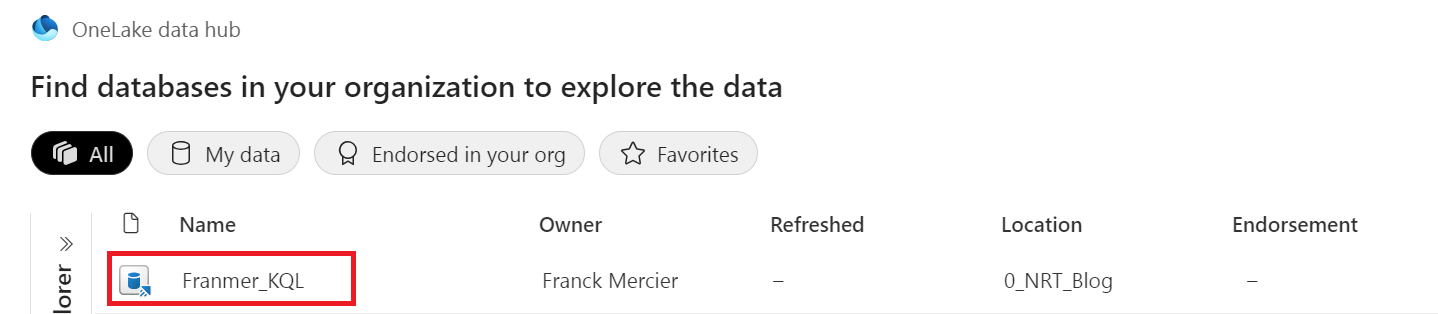 OneLake data hub
Find databases in your organization to explore the data
All My data Endorsed in your org Favorites
Name Owner Refreshed Location Endorsement
Franmer_KQL Franck Mercier – 0_NRT_Blog –
lorer